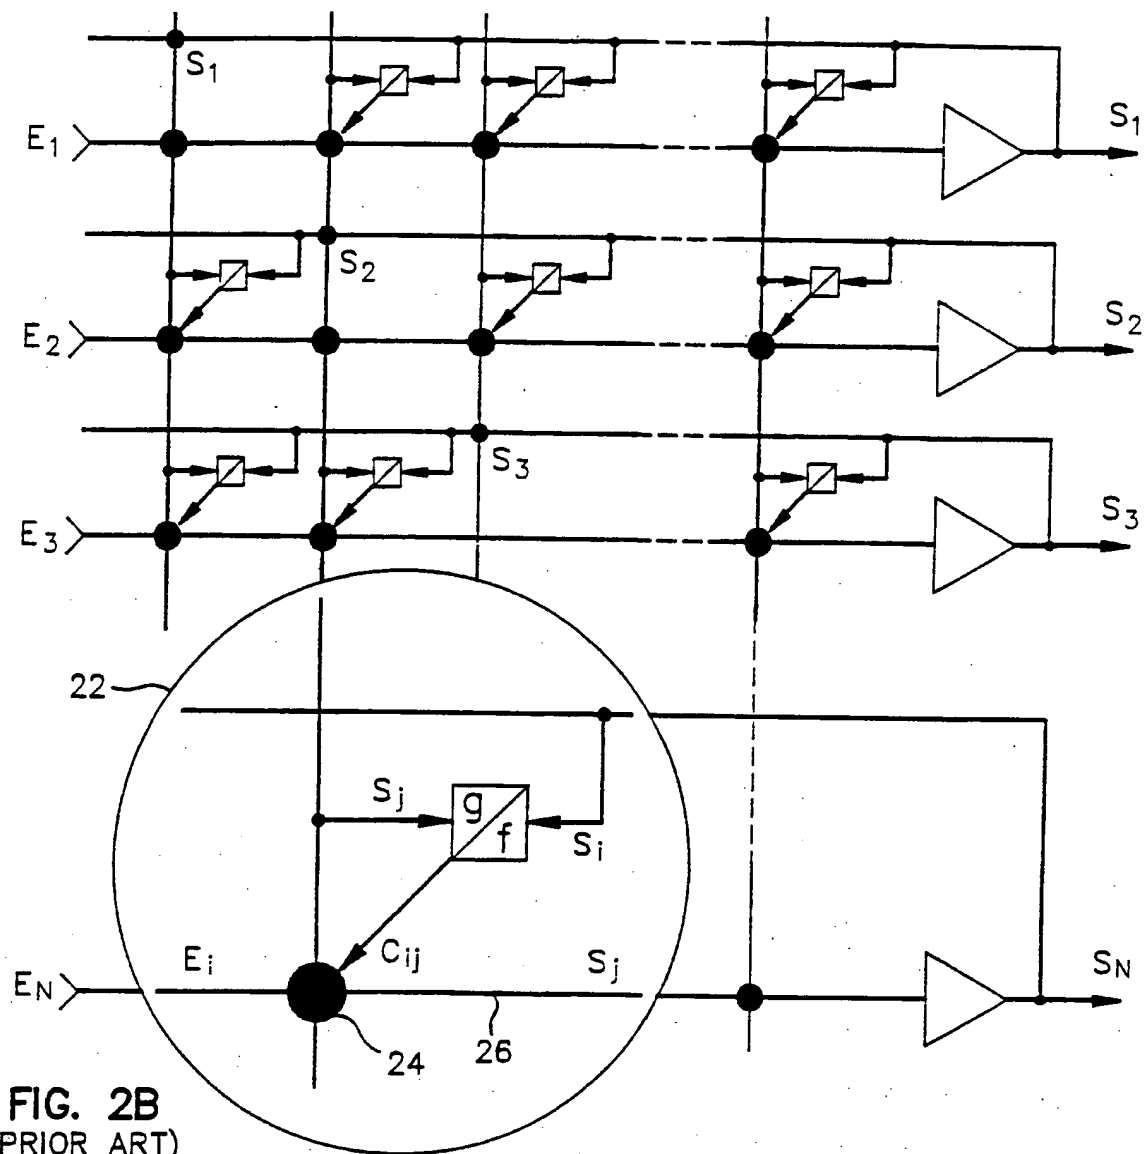 S1
E1
S1
S2
E2
S2
S3
E3
S3
22
Sj
g
f
Si
Cij
Ei
Sj
EN
SN
24
26
FIG. 2B
PRIOR ART)